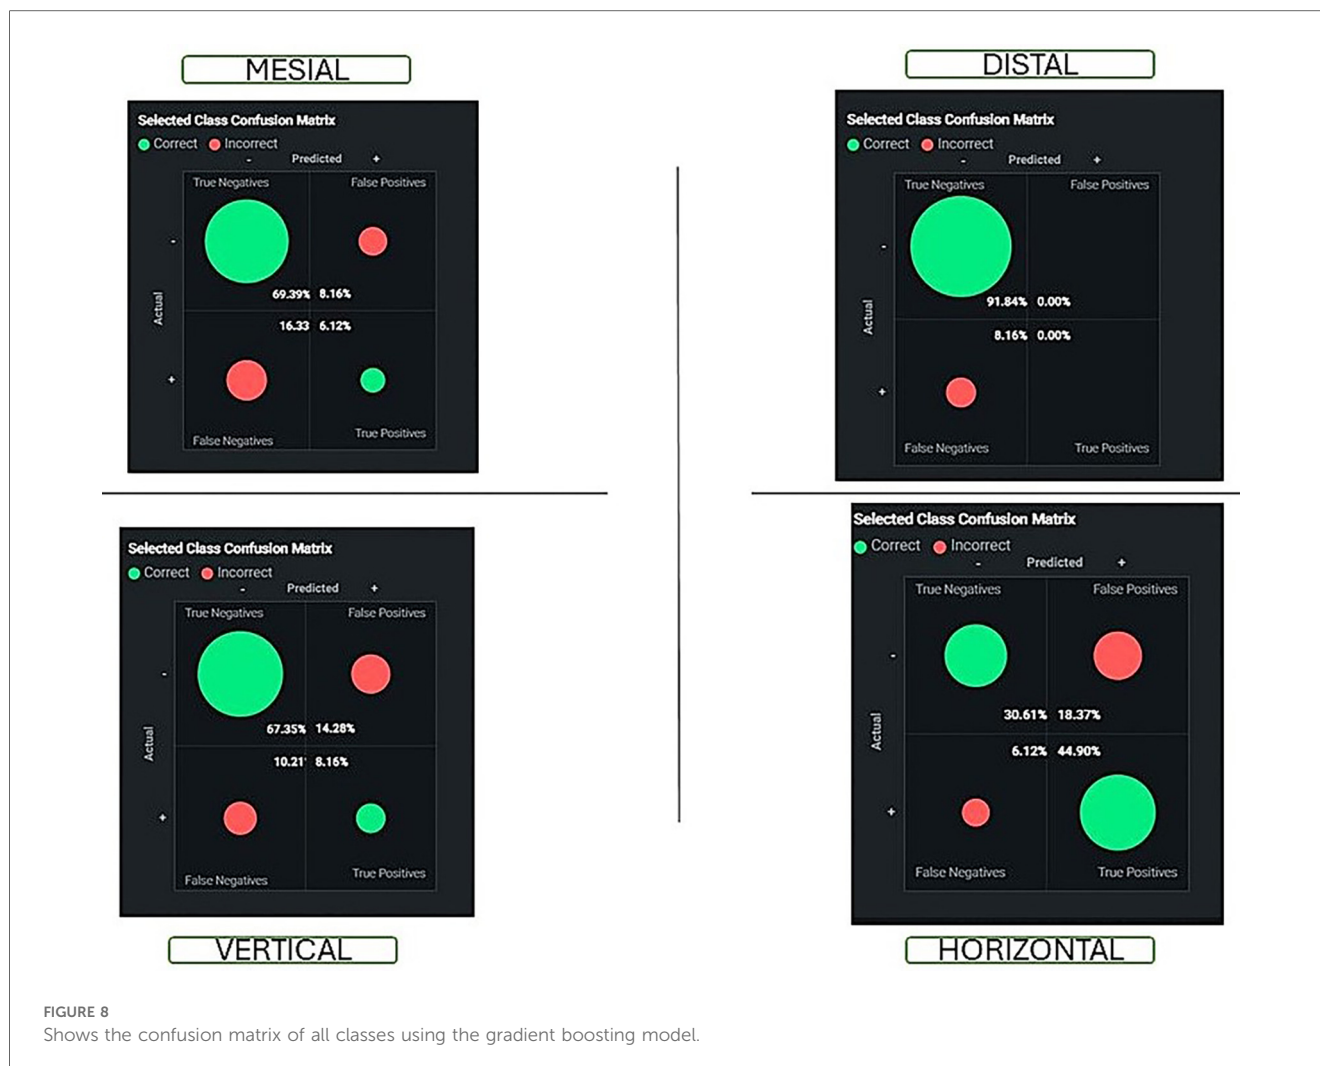 MESIAL
Selected Class Confusion Matrix
Correct Incorrect
- Predicted +
True Negatives False Positives
-
69.39% 8.16%
Actual
16.33 6.12%
+
False Negatives True Positives
DISTAL
Selected Class Confusion Matrix
Correct Incorrect
- Predicted +
True Negatives False Positives
-
91.84% 0.00%
Actual
8.16% 0.00%
+
False Negatives True Positives
Selected Class Confusion Matrix
Correct Incorrect
- Predicted +
True Negatives False Positives
-
67.35% 14.28%
Actual
10.21 8.16%
+
False Negatives True Positives
VERTICAL
Selected Class Confusion Matrix
Correct Incorrect
- Predicted +
True Negatives False Positives
-
30.61% 18.37%
Actual
6.12% 44.90%
+
False Negatives True Positives
HORIZONTAL
FIGURE 8
Shows the confusion matrix of all classes using the gradient boosting model.